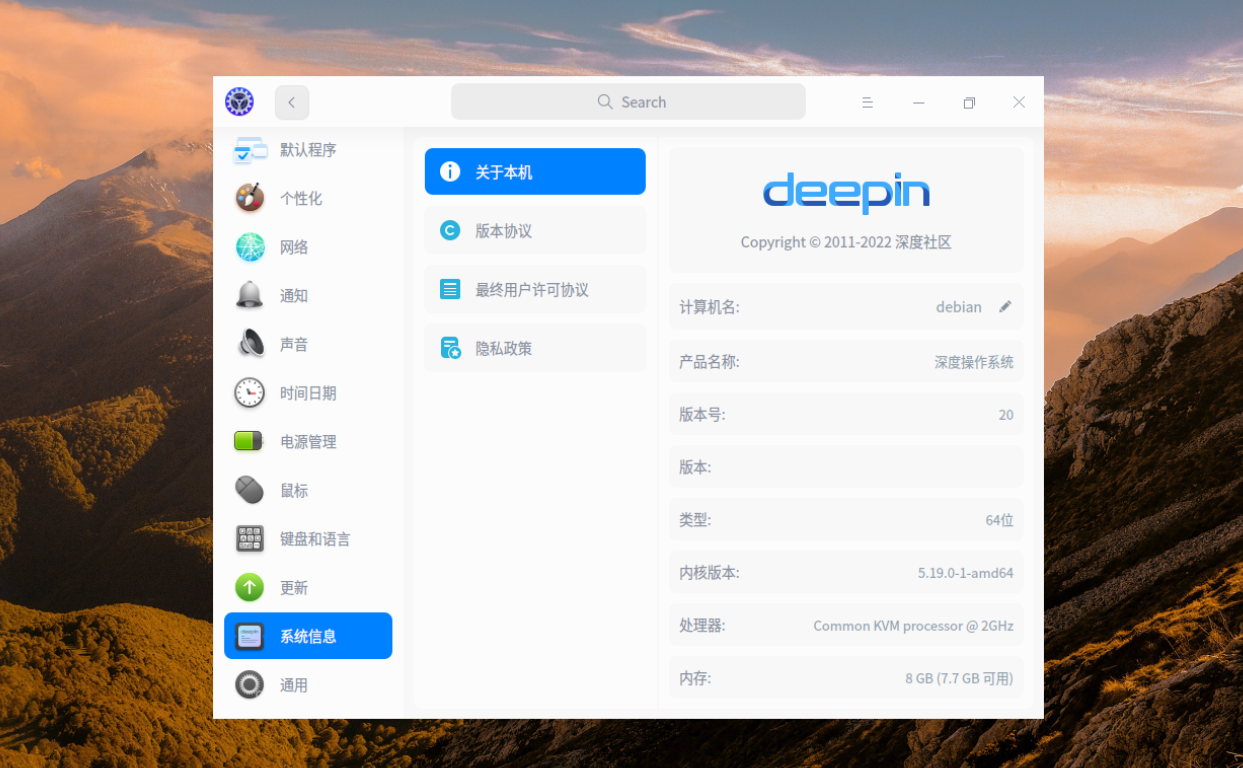 Search
默认程序
个性化
网络
通知
声音
时间日期
电源管理
鼠标
键盘和语言
更新
系统信息
通用
关于本机
版本协议
最终用户许可协议
隐私政策
deepin
Copyright © 2011-2022 深度社区
计算机名: debian
产品名称: 深度操作系统
版本号: 20
版本:
类型: 64位
内核版本: 5.19.0-1-amd64
处理器: Common KVM processor @ 2GHz
内存: 8 GB (7.7 GB 可用)